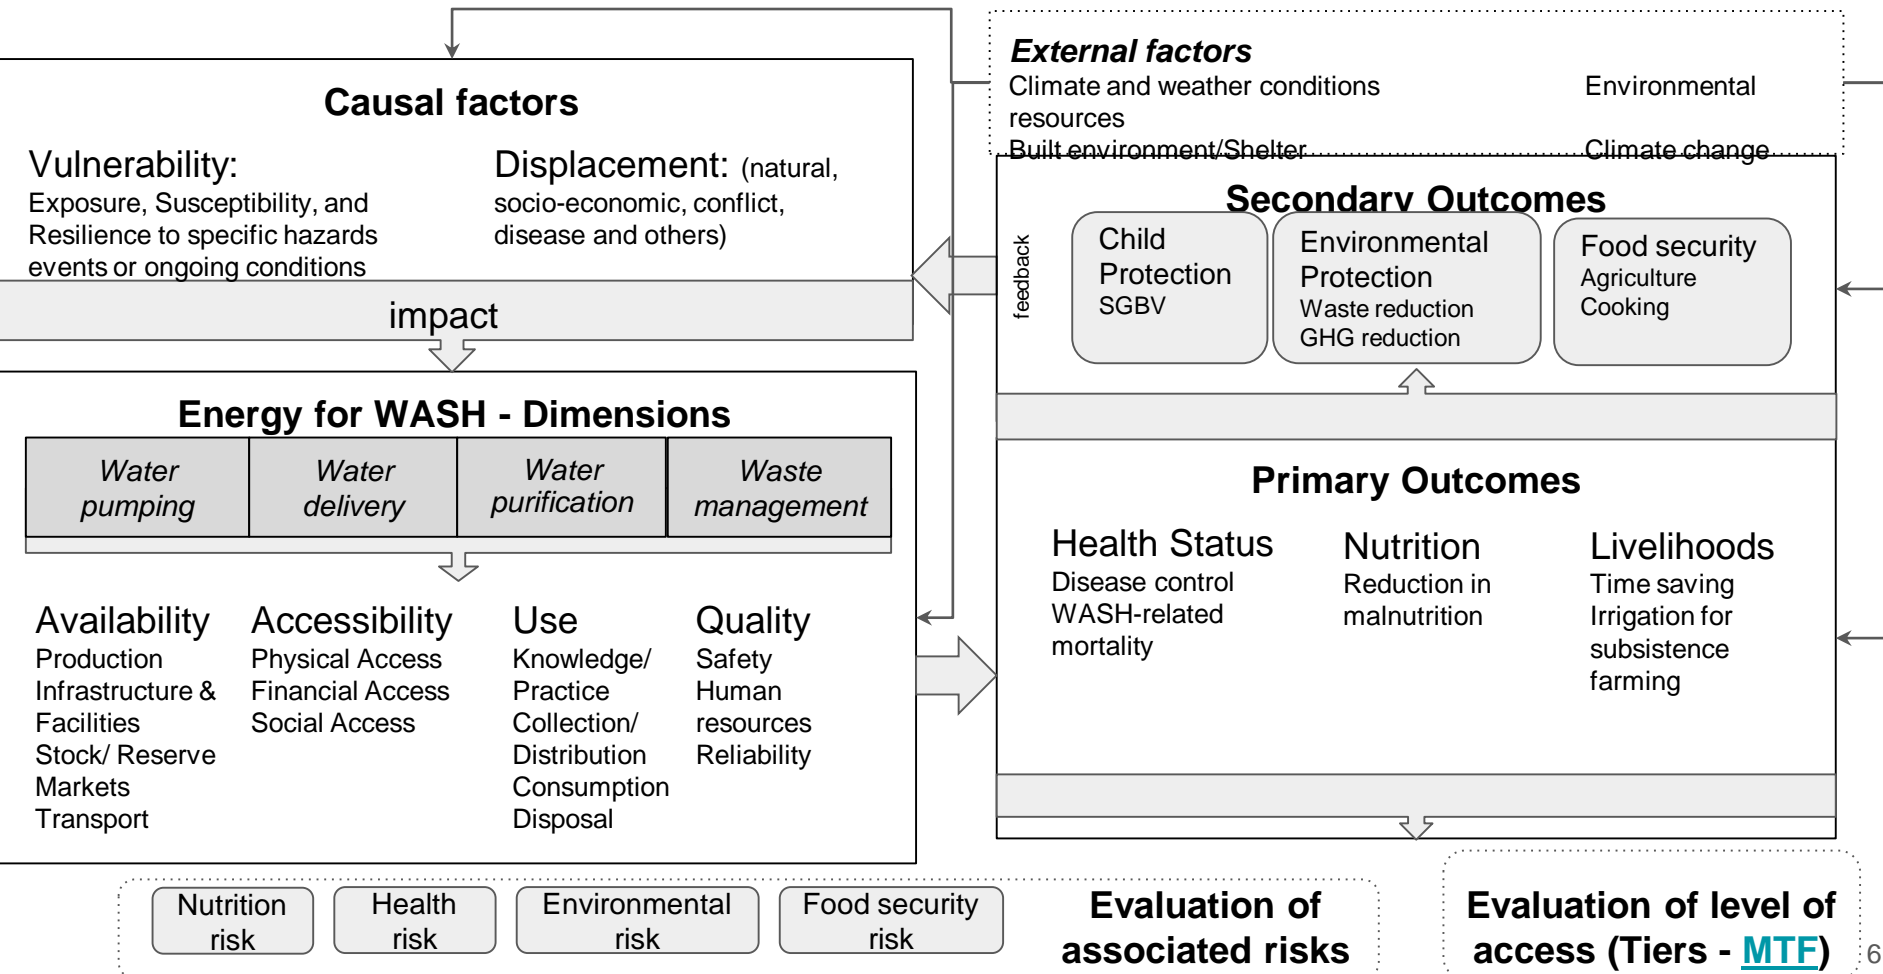 External factors
Climate and weather conditions Environmental
resources
Built environment/Shelter Climate change
Causal factors
Vulnerability:
Exposure, Susceptibility, and
Resilience to specific hazards
events or ongoing conditions
Displacement: (natural,
socio-economic, conflict,
disease and others)
impact
Energy for WASH - Dimensions
Water
pumping
Water
delivery
Water
purification
Waste
management
Availability
Production
Infrastructure &
Facilities
Stock/ Reserve
Markets
Transport
Accessibility
Physical Access
Financial Access
Social Access
Use
Knowledge/
Practice
Collection/
Distribution
Consumption
Disposal
Quality
Safety
Human
resources
Reliability
Secondary Outcomes
feedback
Child
Protection
SGBV
Environmental
Protection
Waste reduction
GHG reduction
Food security
Agriculture
Cooking
Primary Outcomes
Health Status
Disease control
WASH-related
mortality
Nutrition
Reduction in
malnutrition
Livelihoods
Time saving
Irrigation for
subsistence
farming
Nutrition
risk
Health
risk
Environmental
risk
Food security
risk
Evaluation of
associated risks
Evaluation of level of
access (Tiers - MTF)
6